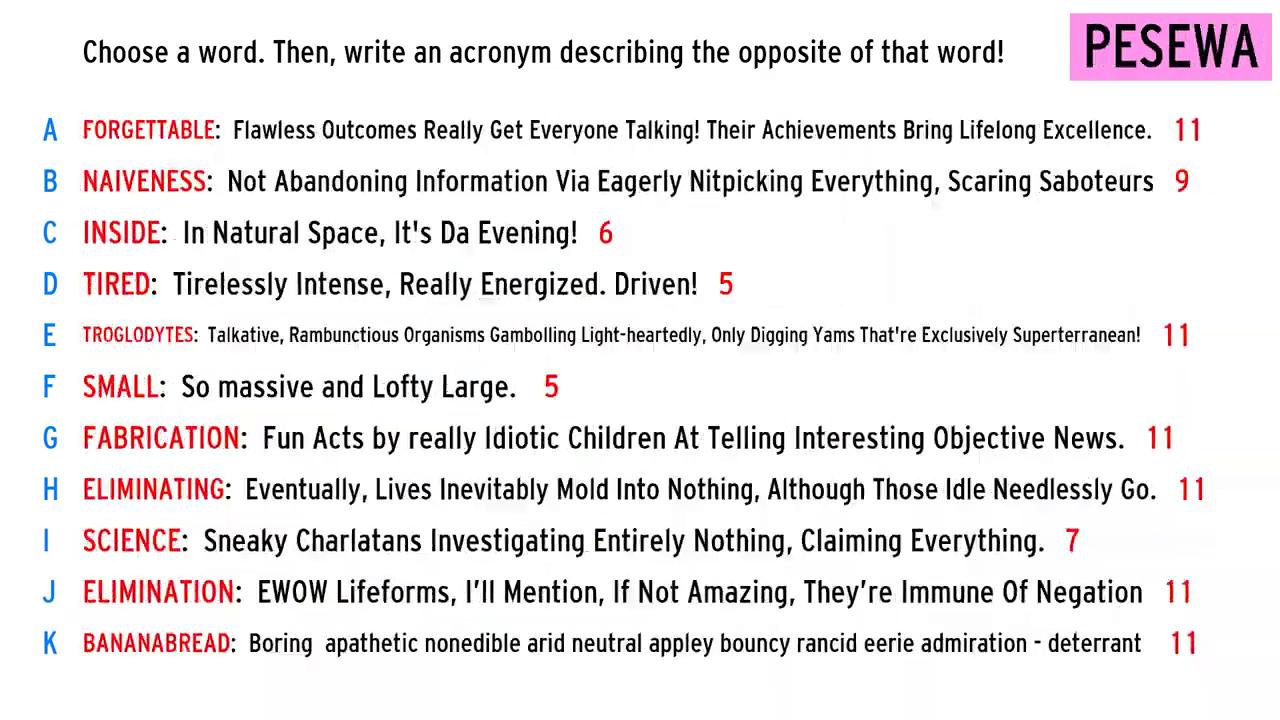 Choose a word. Then, write an acronym describing the opposite of that word!
PESEWA
A FORGETTABLE: Flawless Outcomes Really Get Everyone Talking! Their Achievements Bring Lifelong Excellence. 11
B NAIVENESS: Not Abandoning Information Via Eagerly Nitpicking Everything, Scaring Saboteurs 9
C INSIDE: In Natural Space, It's Da Evening! 6
D TIRED: Tirelessly Intense, Really Energized. Driven! 5
E TROGLODYTES: Talkative, Rambunctious Organisms Gambolling Light-heartedly, Only Digging Yams That're Exclusively Superterranean! 11
F SMALL: So massive and Lofty Large. 5
G FABRICATION: Fun Acts by really Idiotic Children At Telling Interesting Objective News. 11
H ELIMINATING: Eventually, Lives Inevitably Mold Into Nothing, Although Those Idle Needlessly Go. 11
I SCIENCE: Sneaky Charlatans Investigating Entirely Nothing, Claiming Everything. 7
J ELIMINATION: EWOW Lifeforms, I'll Mention, If Not Amazing, They're Immune Of Negation 11
K BANANABREAD: Boring apathetic nonedible arid neutral appley bouncy rancid eerie admiration - deterrant 11